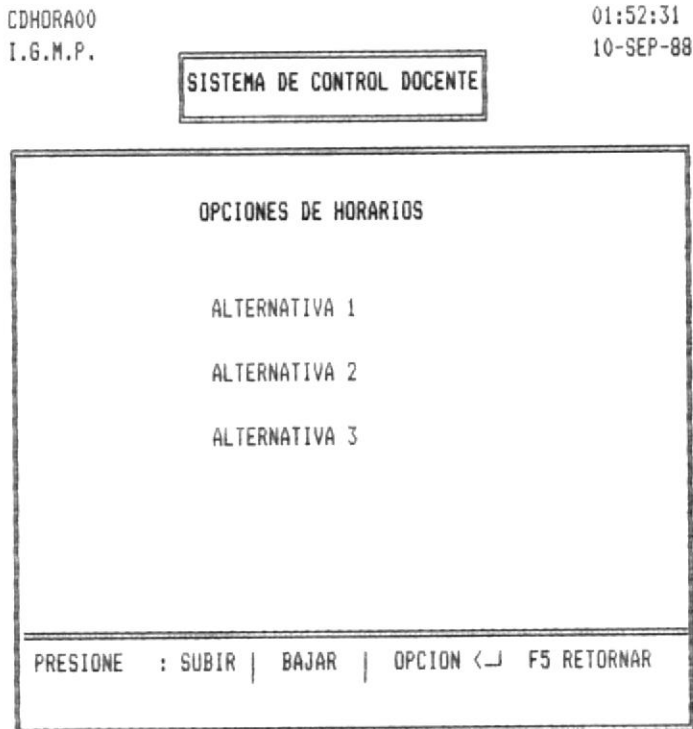 CDHORA00 01:52:31
I.G.M.P. 10-SEP-88
SISTEMA DE CONTROL DOCENTE
OPCIONES DE HORARIOS
ALTERNATIVA 1
ALTERNATIVA 2
ALTERNATIVA 3
PRESIONE : SUBIR | BAJAR | OPCION <┘ F5 RETORNAR